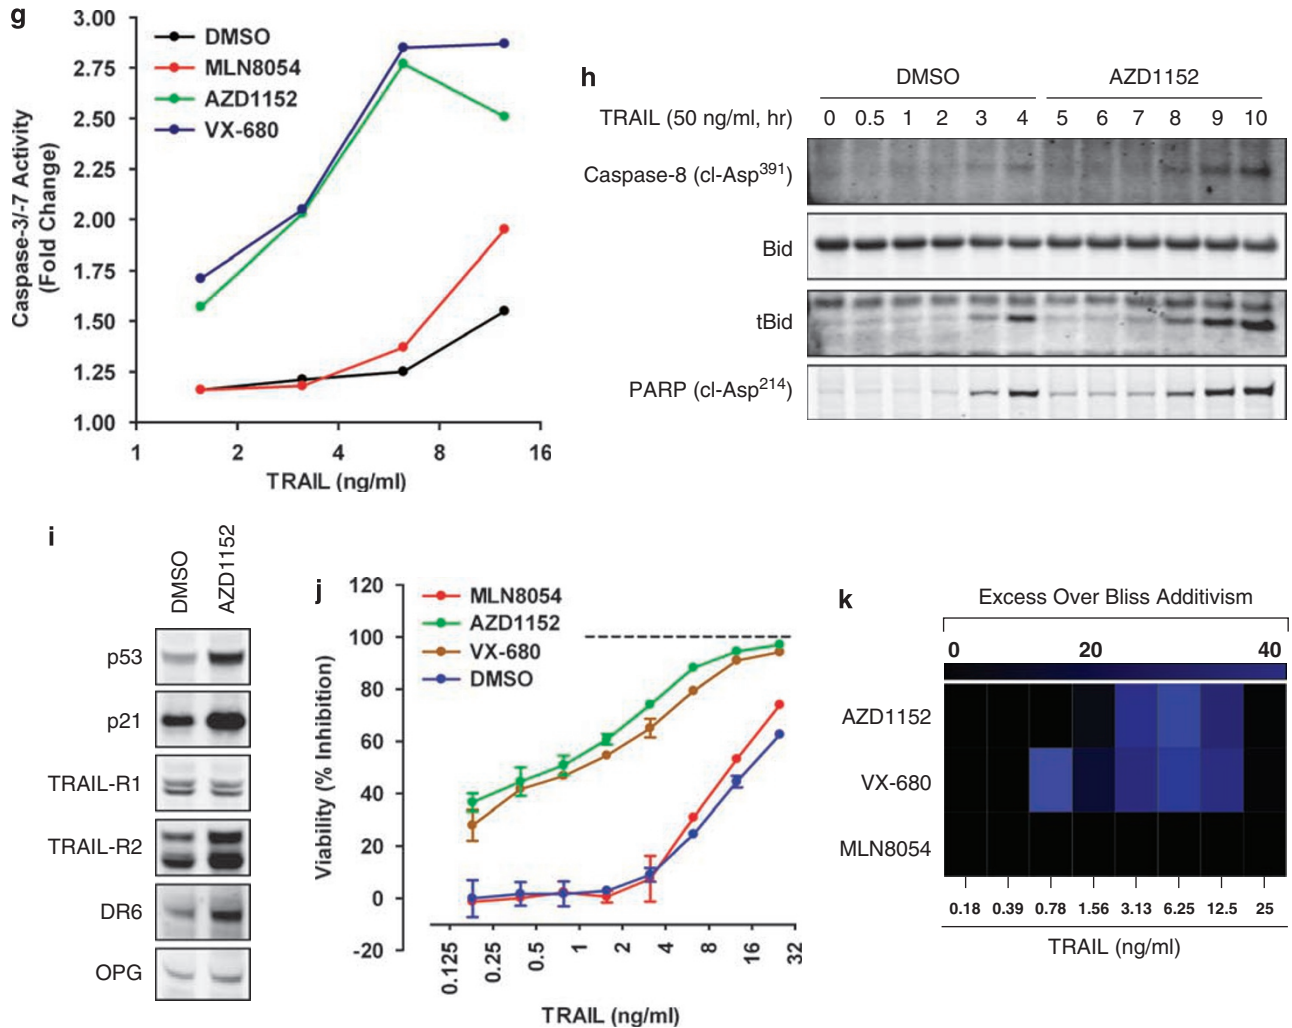 g
3.00
2.75
2.50
2.25
2.00
1.75
1.50
1.25
1.00
Caspase-3/-7 Activity
(Fold Change)
DMSO
MLN8054
AZD1152
VX-680
1 2 4 8 16
TRAIL (ng/ml)
h
DMSO AZD1152
TRAIL (50 ng/ml, hr) 0 0.5 1 2 3 4 5 6 7 8 9 10
Caspase-8 (cl-Asp391)
Bid
tBid
PARP (cl-Asp214)
i
DMSO AZD1152
p53
p21
TRAIL-R1
TRAIL-R2
DR6
OPG
j
120
100
80
60
40
20
0
-20
Viability (% Inhibition)
MLN8054
AZD1152
VX-680
DMSO
0.125 0.25 0.5 1 2 4 8 16 32
TRAIL (ng/ml)
k
Excess Over Bliss Additivism
0 20 40
AZD1152
VX-680
MLN8054
0.18 0.39 0.78 1.56 3.13 6.25 12.5 25
TRAIL (ng/ml)